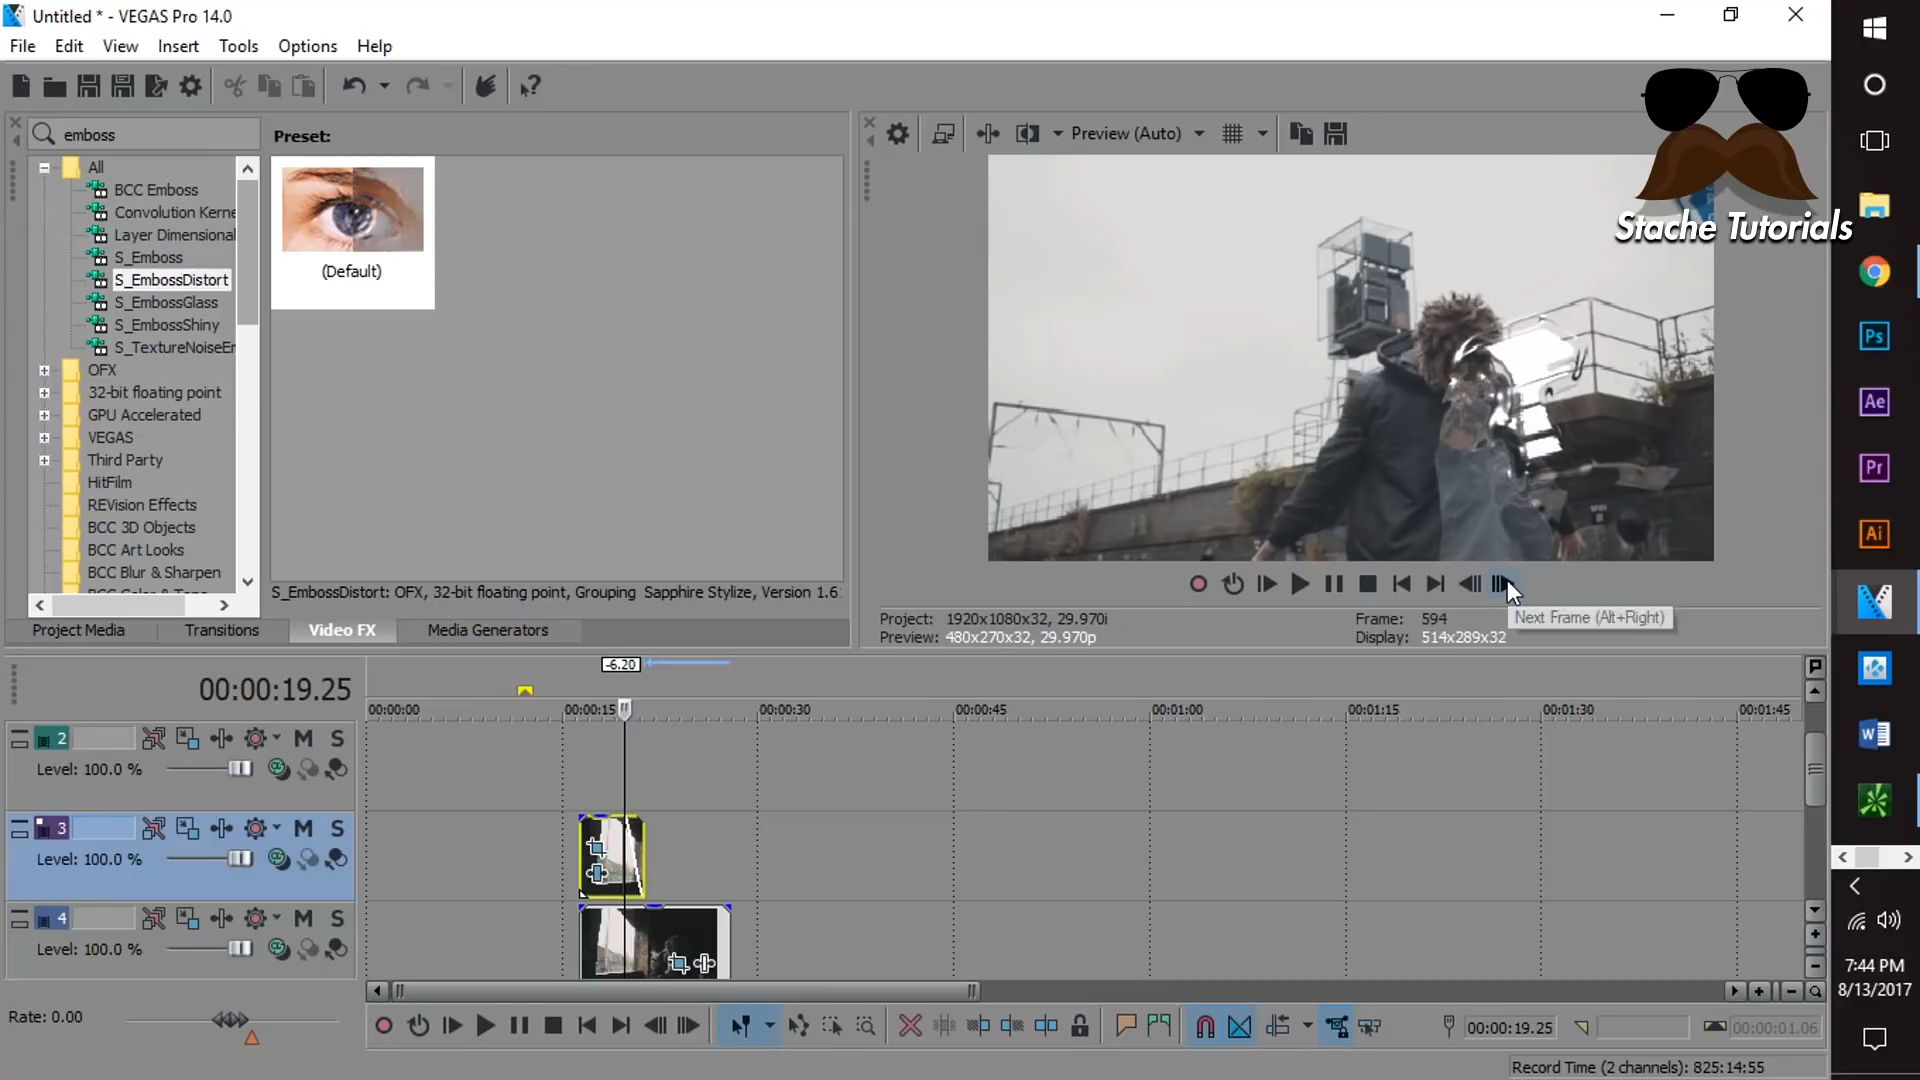 Untitled * - VEGAS Pro 14.0
File Edit View Insert Tools Options Help
emboss
Preset:
Preview (Auto)
All
BCC Emboss
Convolution Kerne
Layer Dimensional
S_Emboss
S_EmbossDistort
S_EmbossGlass
S_EmbossShiny
S_TextureNoiseEr
OFX
32-bit floating point
GPU Accelerated
VEGAS
Third Party
HitFilm
REVision Effects
BCC 3D Objects
BCC Art Looks
BCC Blur & Sharpen
(Default)
S_EmbossDistort: OFX, 32-bit floating point, Grouping Sapphire Stylize, Version 1.6
Project Media Transitions Video FX Media Generators
Stache Tutorials
Project: 1920x1080x32, 29.970i
Preview: 480x270x32, 29.970p
Frame: 594
Display: 514x289x32
Next Frame (Alt+Right)
-6.20
00:00:19.25
00:00:00 00:00:15 00:00:30 00:00:45 00:01:00 00:01:15 00:01:30 00:01:45
2 M S
Level: 100.0 %
3 M S
Level: 100.0 %
4 M S
Level: 100.0 %
Rate: 0.00
00:00:19.25
00:00:01.06
Record Time (2 channels): 825:14:55
Ps
Ae
Pr
Ai
W
7:44 PM
8/13/2017